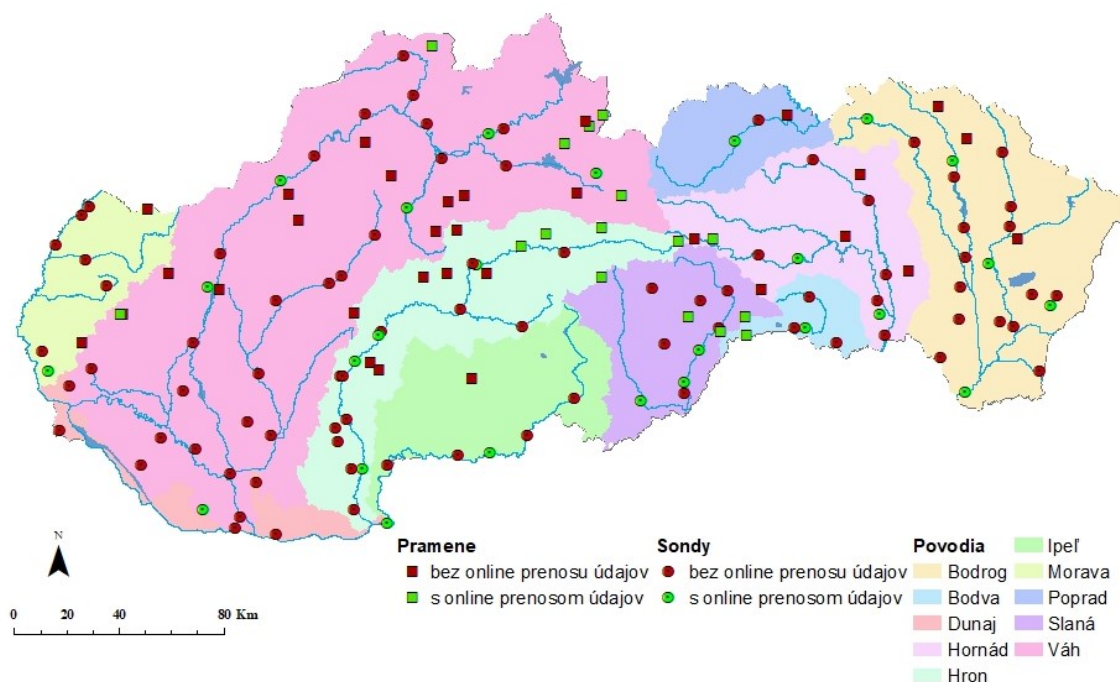 N
0 20 40 80 Km
Pramene
bez online prenosu údajov
s online prenosom údajov
Sondy
bez online prenosu údajov
s online prenosom údajov
Povodia
Bodrog
Bodva
Dunaj
Hornád
Hron
Ipeľ
Morava
Poprad
Slaná
Váh